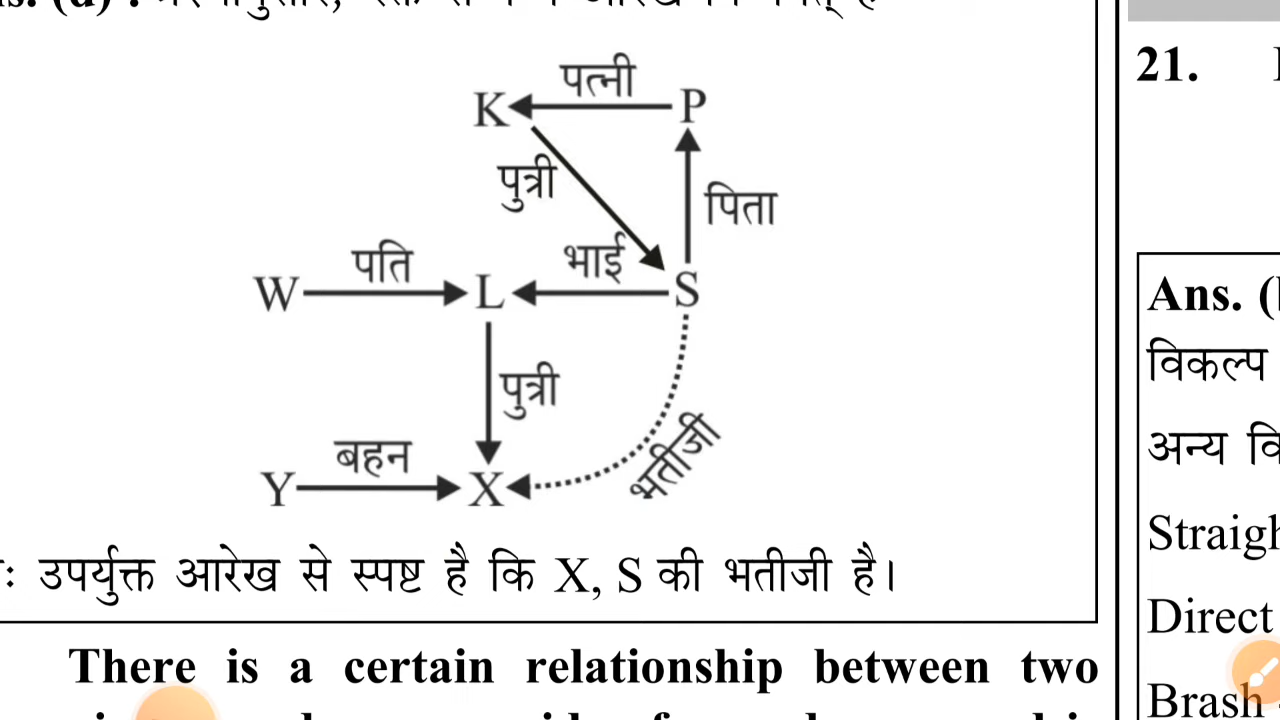 पत्नी
K P
पुत्री
पिता
पति भाई
W L S
पुत्री
भतीजी
बहन
Y X
उपर्युक्त आरेख से स्पष्ट है कि X, S की भतीजी है।
There is a certain relationship between two
21.
Ans.
विकल्प
अन्य
Direct
Brash